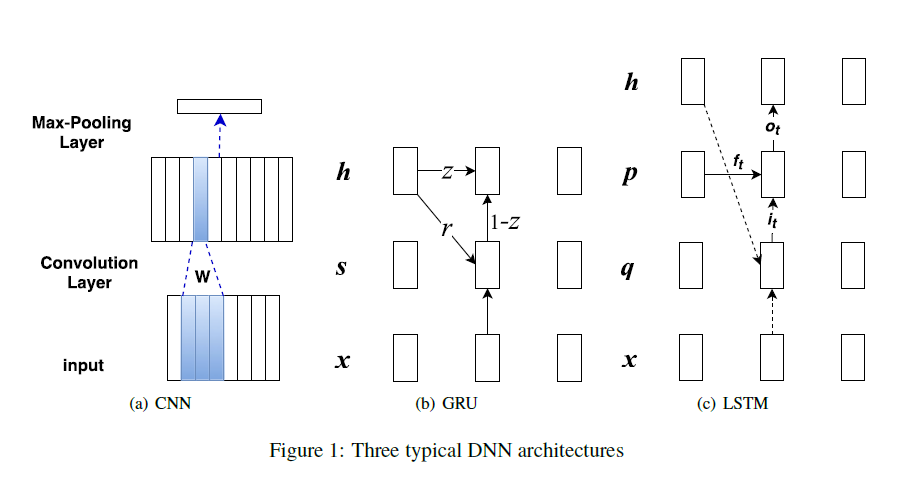 Max-Pooling
Layer
Convolution
Layer
W
input
(a) CNN
h
z
r
1-z
s
x
(b) GRU
h
o_t
p
f_t
i_t
q
x
(c) LSTM
Figure 1: Three typical DNN architectures